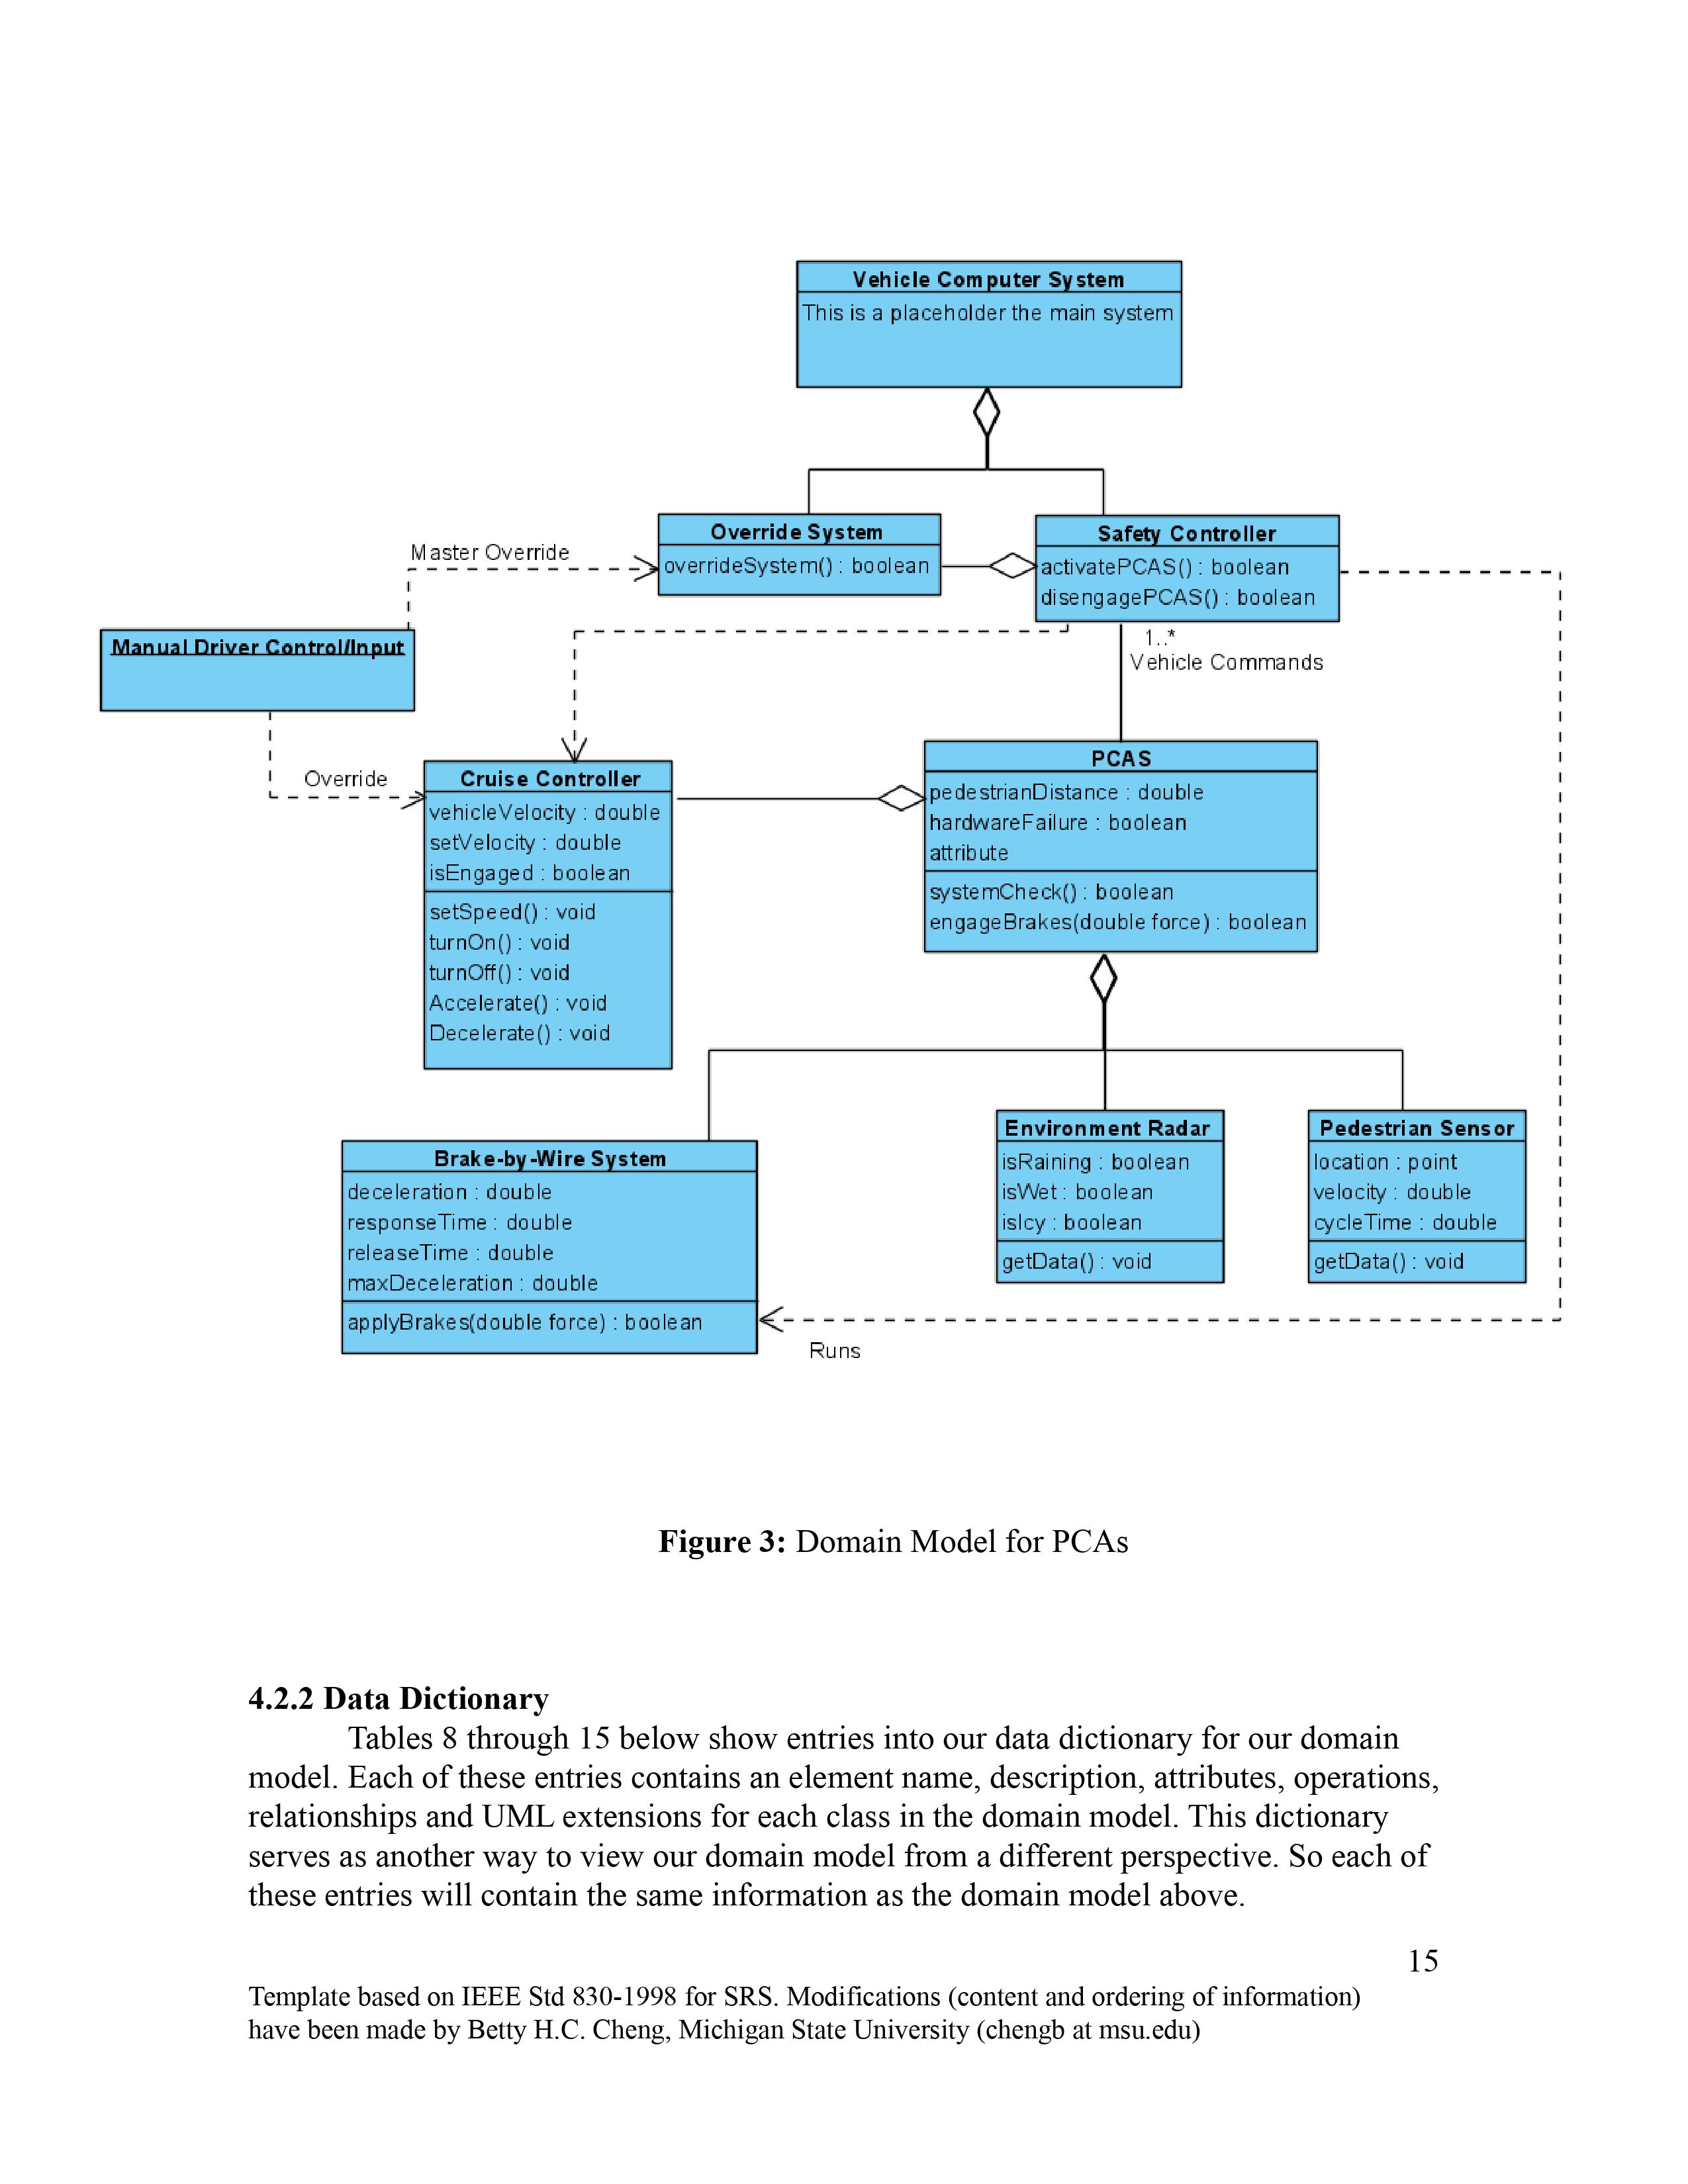 Vehicle Computer System
This is a placeholder the main system
Override System
overrideSystem() : boolean
Safety Controller
activatePCAS() : boolean
disengagePCAS() : boolean
Master Override
Manual Driver Control/Input
1..*
Vehicle Commands
Override
Cruise Controller
vehicleVelocity : double
setVelocity : double
isEngaged : boolean
setSpeed() : void
turnOn() : void
turnOff() : void
Accelerate() : void
Decelerate() : void
PCAS
pedestrianDistance : double
hardwareFailure : boolean
attribute
systemCheck() : boolean
engageBrakes(double force) : boolean
Brake-by-Wire System
deceleration : double
responseTime : double
releaseTime : double
maxDeceleration : double
applyBrakes(double force) : boolean
Environment Radar
isRaining : boolean
isWet : boolean
isIcy : boolean
getData() : void
Pedestrian Sensor
location : point
velocity : double
cycleTime : double
getData() : void
Runs
Figure 3: Domain Model for PCAs
4.2.2 Data Dictionary
Tables 8 through 15 below show entries into our data dictionary for our domain
model. Each of these entries contains an element name, description, attributes, operations,
relationships and UML extensions for each class in the domain model. This dictionary
serves as another way to view our domain model from a different perspective. So each of
these entries will contain the same information as the domain model above.
15
Template based on IEEE Std 830-1998 for SRS. Modifications (content and ordering of information)
have been made by Betty H.C. Cheng, Michigan State University (chengb at msu.edu)